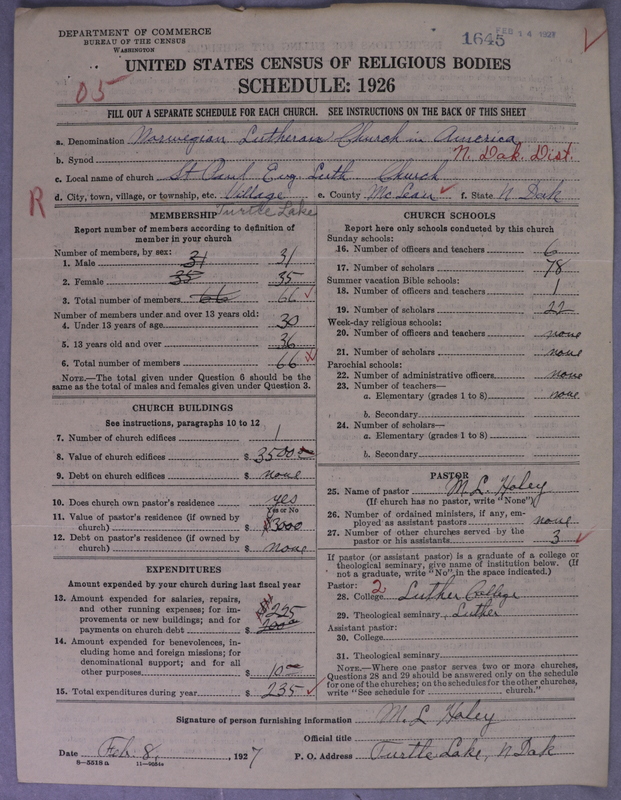 DEPARTMENT OF COMMERCE
BUREAU OF THE CENSUS
WASHINGTON
1645 FEB 14 1927
UNITED STATES CENSUS OF RELIGIOUS BODIES
SCHEDULE: 1926
05
FILL OUT A SEPARATE SCHEDULE FOR EACH CHURCH. SEE INSTRUCTIONS ON THE BACK OF THIS SHEET
a. Denomination Norwegian Lutheran Church in America
b. Synod N. Dak. Dist.
c. Local name of church St Paul Evg. Luth Church
d. City, town, village, or township, etc. Village e. County McLean f. State N Dak
R
Turtle Lake
MEMBERSHIP
Report number of members according to definition of member in your church
Number of members, by sex:
1. Male 31 31
2. Female 35 35
3. Total number of members 66 66
Number of members under and over 13 years old:
4. Under 13 years of age 30
5. 13 years old and over 36
6. Total number of members 66
NOTE.—The total given under Question 6 should be the
same as the total of males and females given under Question 3.
CHURCH BUILDINGS
See instructions, paragraphs 10 to 12
7. Number of church edifices 1
8. Value of church edifices $ 3500
9. Debt on church edifices $ none
10. Does church own pastor's residence yes
Yes or No
11. Value of pastor's residence (if owned by
church) $ 3000
12. Debt on pastor's residence (if owned by
church) $ none
EXPENDITURES
Amount expended by your church during last fiscal year
13. Amount expended for salaries, repairs,
and other running expenses; for im-
provements or new buildings; and for
payments on church debt $ 225
14. Amount expended for benevolences, in-
cluding home and foreign missions; for
denominational support; and for all
other purposes $ 10 00
15. Total expenditures during year $ 235
CHURCH SCHOOLS
Report here only schools conducted by this church
Sunday schools:
16. Number of officers and teachers 6
17. Number of scholars 78
Summer vacation Bible schools:
18. Number of officers and teachers 1
19. Number of scholars 22
Week-day religious schools:
20. Number of officers and teachers none
21. Number of scholars none
Parochial schools:
22. Number of administrative officers none
23. Number of teachers—
a. Elementary (grades 1 to 8) none
b. Secondary
24. Number of scholars—
a. Elementary (grades 1 to 8)
b. Secondary
PASTOR
25. Name of pastor M. L. Haley
(If church has no pastor, write "None")
26. Number of ordained ministers, if any, em-
ployed as assistant pastors none
27. Number of other churches served by the
pastor or his assistants 3
If pastor (or assistant pastor) is a graduate of a college or
theological seminary, give name of institution below. (If
not a graduate, write "No" in the space indicated.)
Pastor: 2
28. College Luther College
29. Theological seminary Luther
Assistant pastor:
30. College
31. Theological seminary
NOTE.—Where one pastor serves two or more churches,
Questions 28 and 29 should be answered only on the schedule
for one of the churches; on the schedules for the other churches,
write "See schedule for church."
Signature of person furnishing information M. L. Haley
Official title
Date Feb. 8, 1927 P. O. Address Turtle Lake, N Dak
8—5518 a